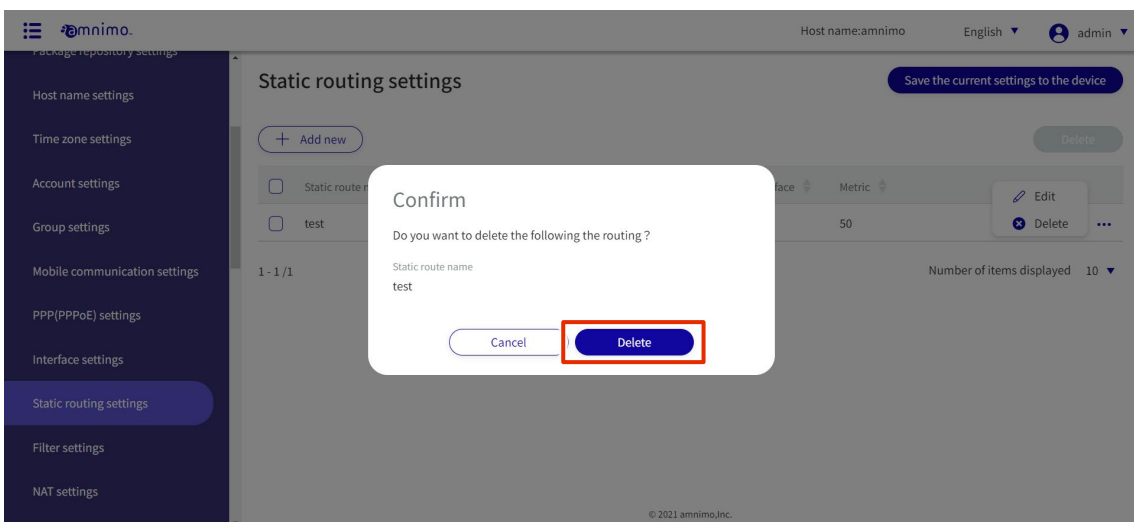 amnimo
Host name:amnimo
English
admin
Package repository settings
Host name settings
Time zone settings
Account settings
Group settings
Mobile communication settings
PPP(PPPoE) settings
Interface settings
Static routing settings
Filter settings
NAT settings
Static routing settings
Save the current settings to the device
+ Add new
Delete
Static route
Metric
Edit
test
50
Delete
...
1 - 1 /1
Number of items displayed 10
Confirm
Do you want to delete the following the routing ?
Static route name
test
Cancel
Delete
© 2021 amnimo,Inc.